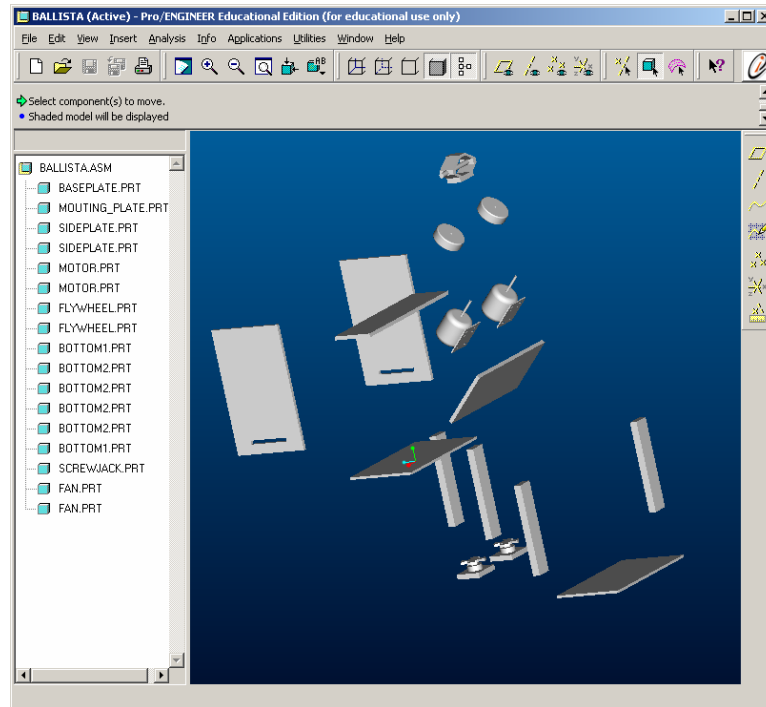 BALLISTA (Active) - Pro/ENGINEER Educational Edition (for educational use only)
File Edit View Insert Analysis Info Applications Utilities Window Help
Select component(s) to move.
Shaded model will be displayed
BALLISTA.ASM
BASEPLATE.PRT
MOUTING_PLATE.PRT
SIDEPLATE.PRT
SIDEPLATE.PRT
MOTOR.PRT
MOTOR.PRT
FLYWHEEL.PRT
FLYWHEEL.PRT
BOTTOM1.PRT
BOTTOM2.PRT
BOTTOM2.PRT
BOTTOM2.PRT
BOTTOM2.PRT
BOTTOM1.PRT
SCREWJACK.PRT
FAN.PRT
FAN.PRT